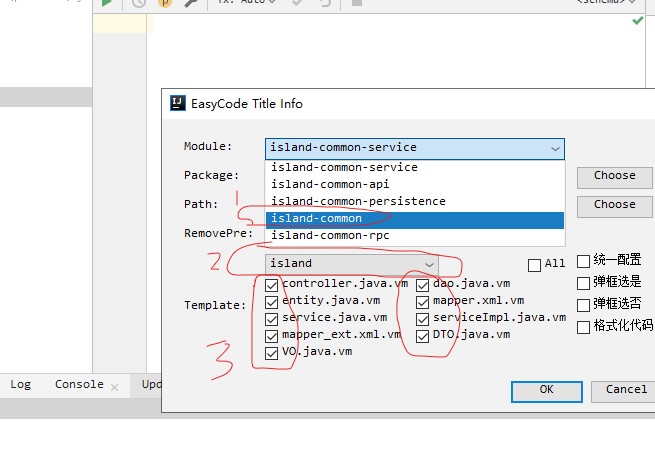 Tx: Auto
<schema>
EasyCode Title Info
Module:
island-common-service
island-common-service
Package:
island-common-api
Choose
island-common-persistence
Path:
1
island-common
Choose
RemovePre:
island-common-rpc
2
island
All
统一配置
弹框选是
弹框选否
格式化代码
Template:
controller.java.vm
dao.java.vm
entity.java.vm
mapper.xml.vm
service.java.vm
serviceImpl.java.vm
mapper_ext.xml.vm
DTO.java.vm
VO.java.vm
3
OK
Cancel
Log
Console
Upd